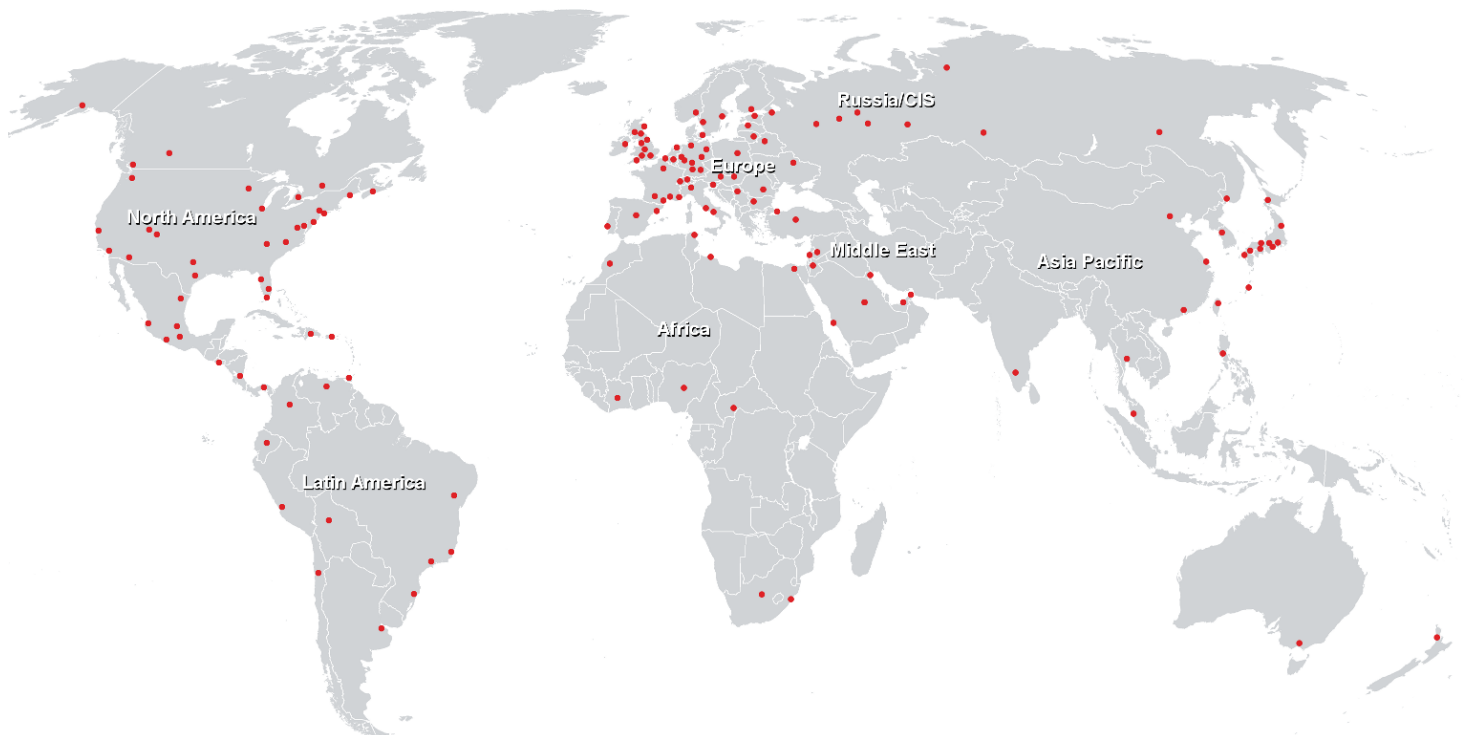 Russia/CIS
Europe
North America
Middle East
Asia Pacific
Africa
Latin America